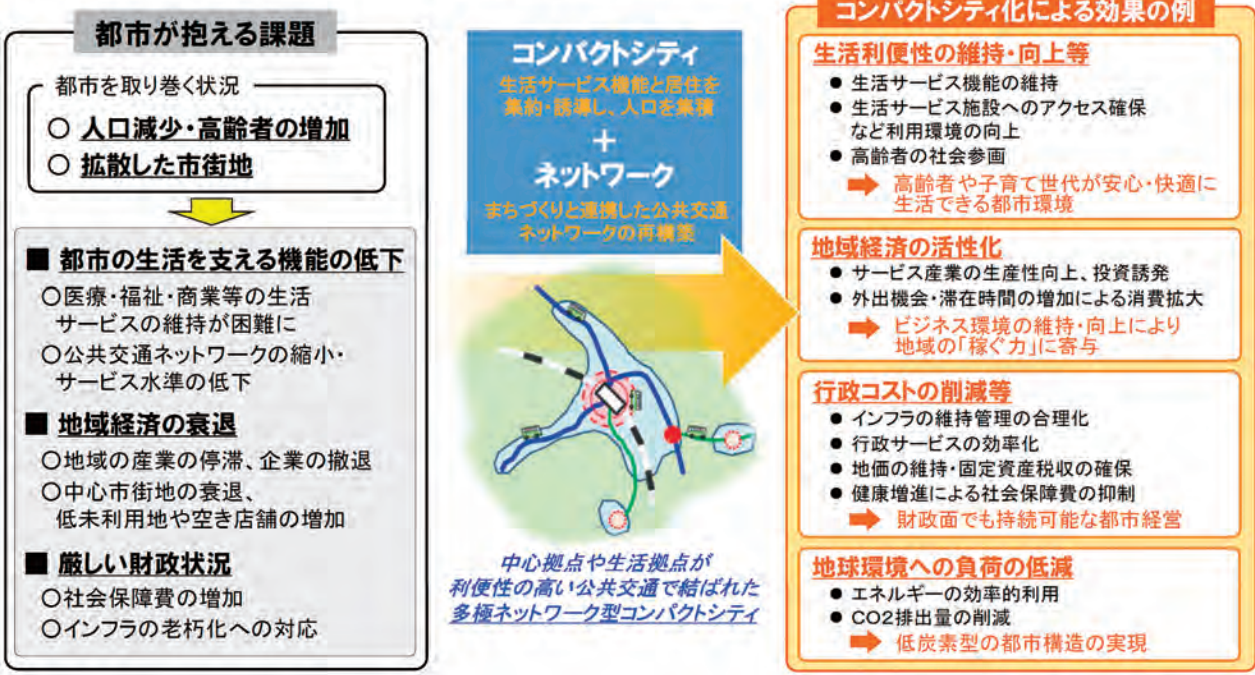 都市が抱える課題
都市を取り巻く状況
○ 人口減少・高齢者の増加
○ 拡散した市街地
■ 都市の生活を支える機能の低下
○医療・福祉・商業等の生活
サービスの維持が困難に
○公共交通ネットワークの縮小・
サービス水準の低下
■ 地域経済の衰退
○地域の産業の停滞、企業の撤退
○中心市街地の衰退、
低未利用地や空き店舗の増加
■ 厳しい財政状況
○社会保障費の増加
○インフラの老朽化への対応
コンパクトシティ
生活サービス機能と居住を
集約・誘導し、人口を集積
+
ネットワーク
まちづくりと連携した公共交通
ネットワークの再構築
中心拠点や生活拠点が
利便性の高い公共交通で結ばれた
多極ネットワーク型コンパクトシティ
コンパクトシティ化による効果の例
生活利便性の維持・向上等
● 生活サービス機能の維持
● 生活サービス施設へのアクセス確保
など利用環境の向上
● 高齢者の社会参画
➡ 高齢者や子育て世代が安心・快適に
生活できる都市環境
地域経済の活性化
● サービス産業の生産性向上、投資誘発
● 外出機会・滞在時間の増加による消費拡大
➡ ビジネス環境の維持・向上により
地域の「稼ぐ力」に寄与
行政コストの削減等
● インフラの維持管理の合理化
● 行政サービスの効率化
● 地価の維持・固定資産税収の確保
● 健康増進による社会保障費の抑制
➡ 財政面でも持続可能な都市経営
地球環境への負荷の低減
● エネルギーの効率的利用
● CO2排出量の削減
➡ 低炭素型の都市構造の実現